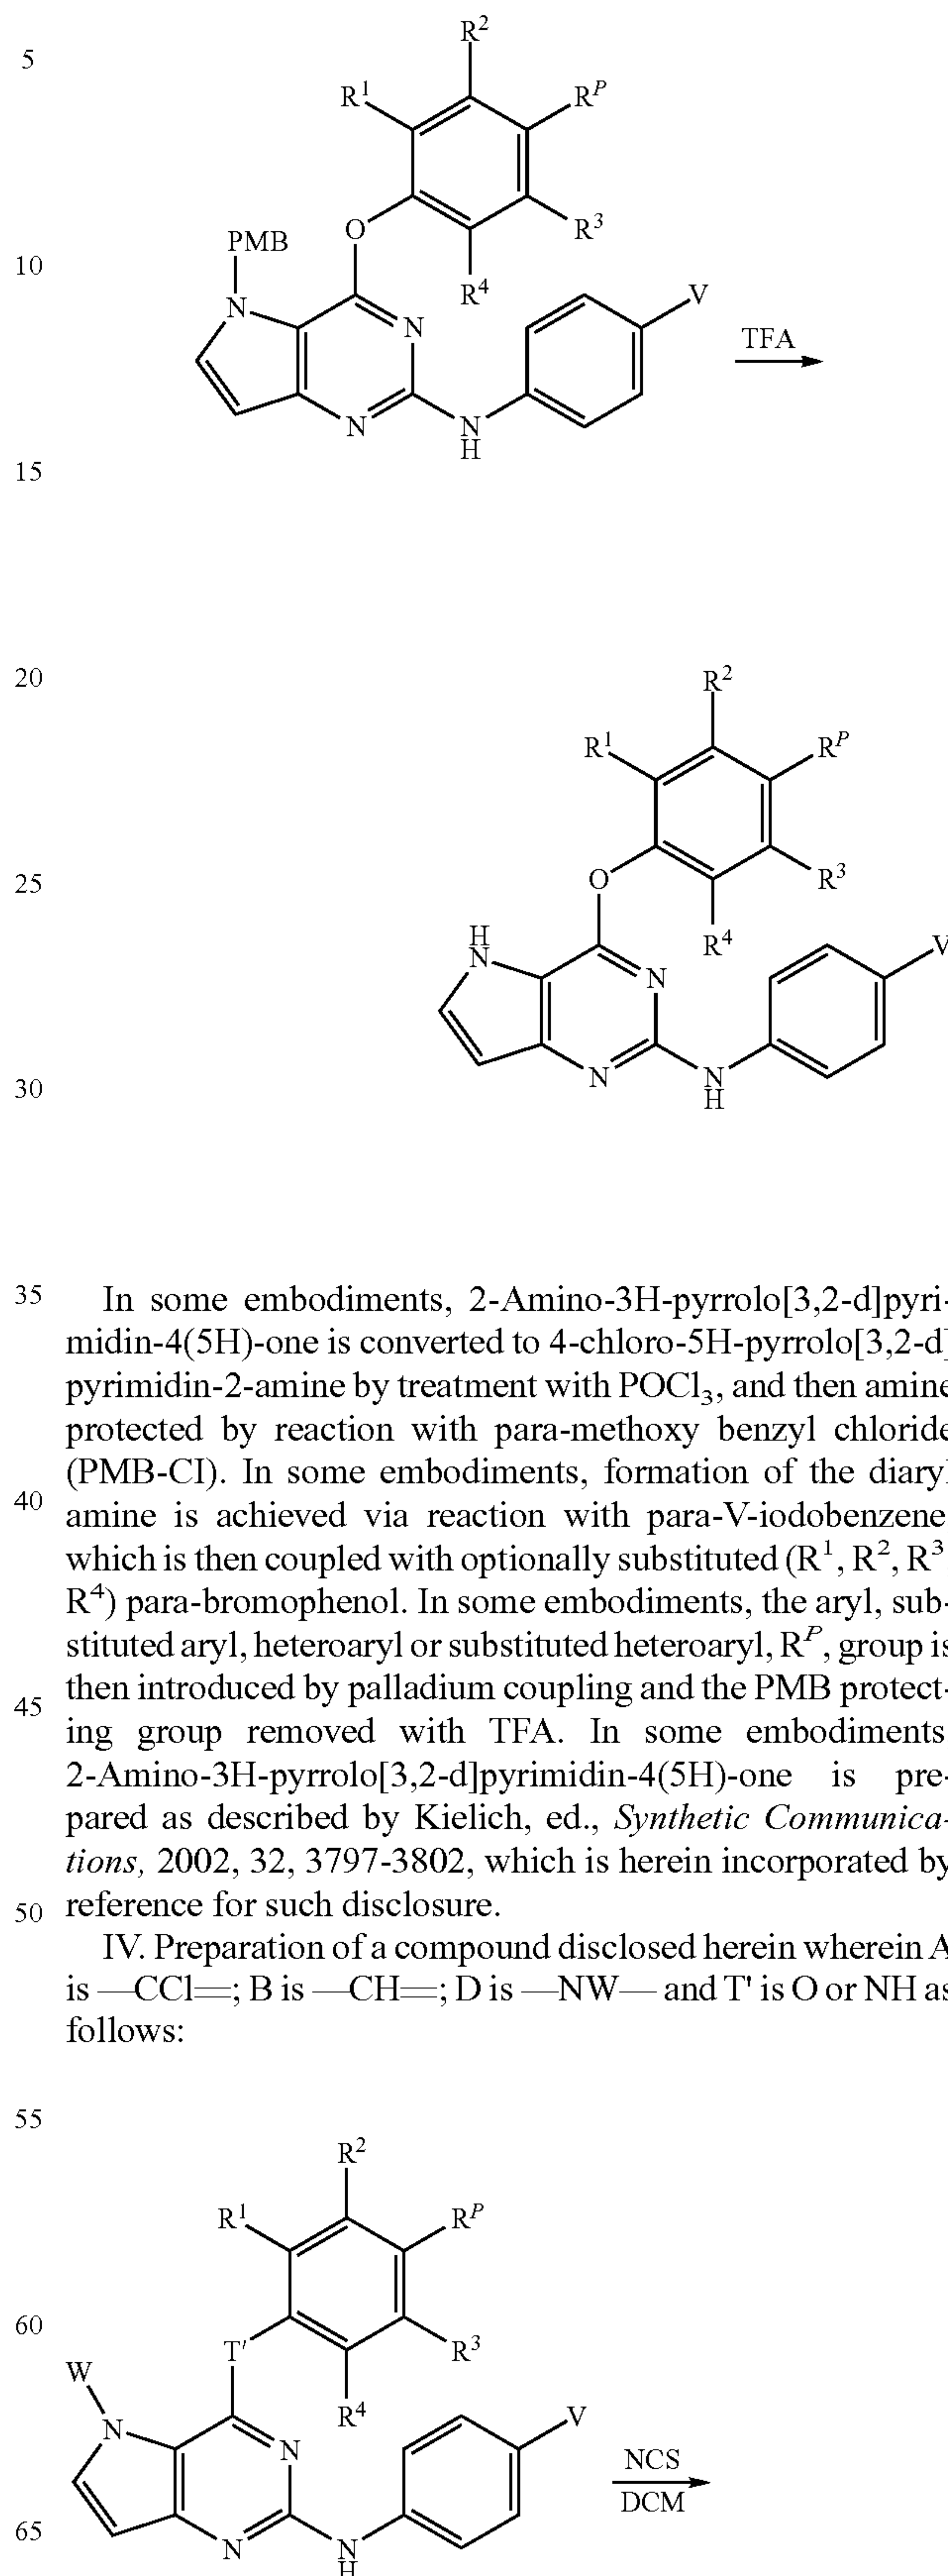 5
R²
R¹
Rᴾ
O
R³
PMB
10
R⁴
V
N
N
TFA
N
N
H
15
20
R²
R¹
Rᴾ
25
O
R³
H
N
R⁴
V
N
30
N
N
H
35 In some embodiments, 2-Amino-3H-pyrrolo[3,2-d]pyri-
midin-4(5H)-one is converted to 4-chloro-5H-pyrrolo[3,2-d]
pyrimidin-2-amine by treatment with POCl₃, and then amine
protected by reaction with para-methoxy benzyl chloride
(PMB-CI). In some embodiments, formation of the diaryl
40 amine is achieved via reaction with para-V-iodobenzene
which is then coupled with optionally substituted (R¹, R², R³
R⁴) para-bromophenol. In some embodiments, the aryl, sub-
stituted aryl, heteroaryl or substituted heteroaryl, Rᴾ, group is
45 then introduced by palladium coupling and the PMB protect-
ing group removed with TFA. In some embodiments
2-Amino-3H-pyrrolo[3,2-d]pyrimidin-4(5H)-one is pre-
pared as described by Kielich, ed., Synthetic Communica-
tions, 2002, 32, 3797-3802, which is herein incorporated by
50 reference for such disclosure.
IV. Preparation of a compound disclosed herein wherein A
is —CCl═; B is —CH═; D is —NW— and T' is O or NH as
follows:
55
R²
R¹
Rᴾ
60
T'
R³
W
R⁴
V
N
N
NCS
DCM
65
N
N
H